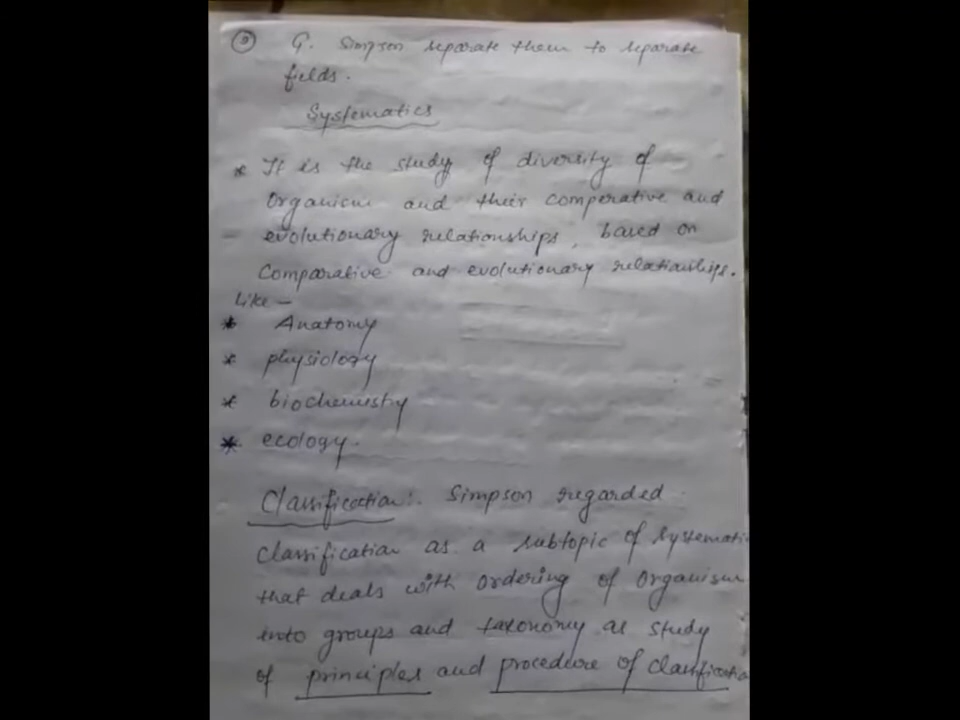 G. Simpson separate them to separate
fields.
Systematics
* It is the study of diversity of
Organism and their comperative and
evolutionary relationships, based on
Comparative and evolutionary relationships.
like -
* Anatomy
* physiology
* biochemistry
* ecology.
Classification:. Simpson regarded
Classification as a subtopic of systemati
that deals with ordering of organism
into groups and taxonomy as study
of principles and procedure of classificatio